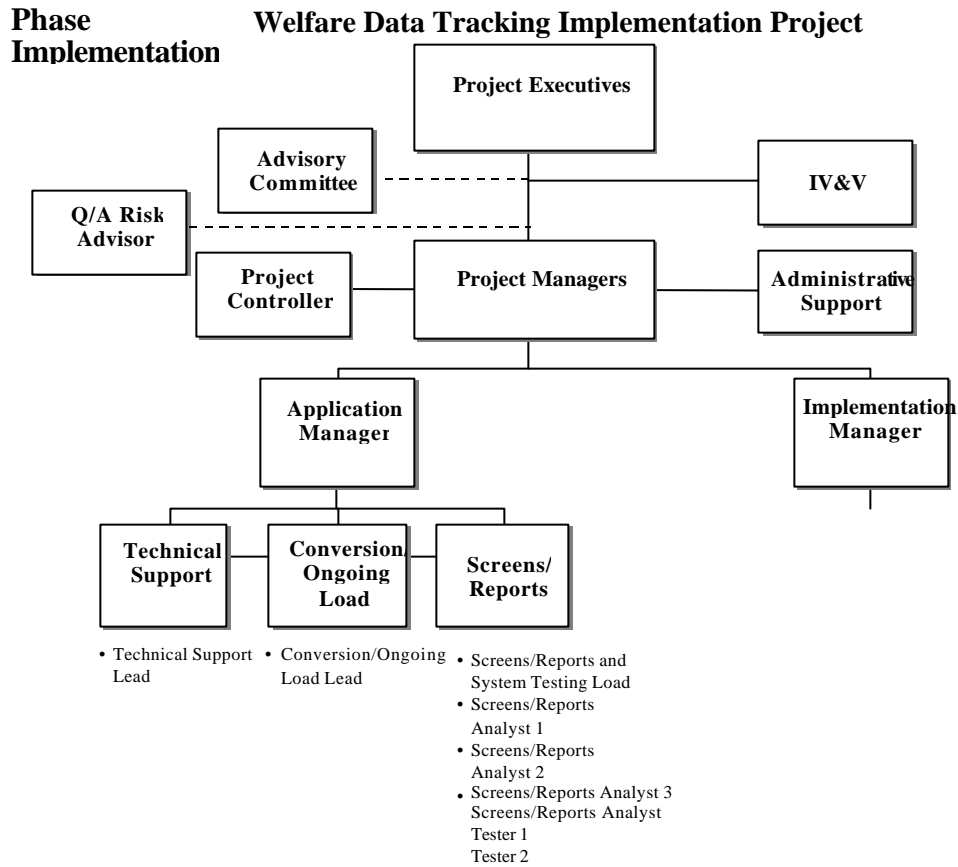 Phase
Implementation
Welfare Data Tracking Implementation Project
Project Executives
Advisory
Committee
IV&V
Q/A Risk
Advisor
Project
Controller
Project Managers
Administrative
Support
Application
Manager
Implementation
Manager
Technical
Support
Conversion/
Ongoing
Load
Screens/
Reports
• Technical Support
Lead
• Conversion/Ongoing
Load Lead
• Screens/Reports and
System Testing Load
• Screens/Reports
Analyst 1
• Screens/Reports
Analyst 2
• Screens/Reports Analyst 3
Screens/Reports Analyst
Tester 1
Tester 2